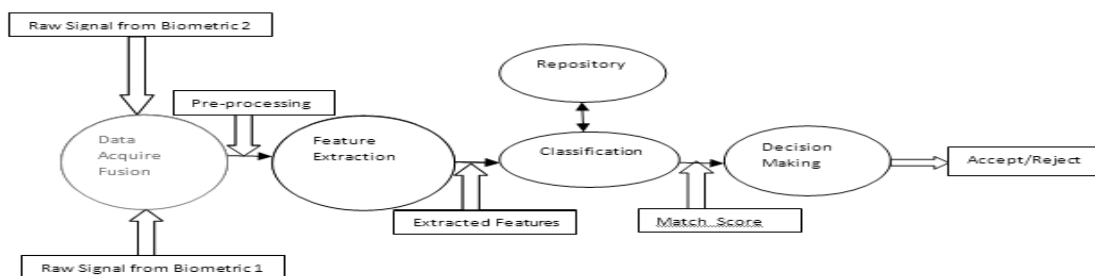 Raw Signal from Biometric 2
Pre-processing
Repository
Data
Acquire
Fusion
Feature
Extraction
Classification
Decision
Making
Accept/Reject
Extracted Features
Match Score
Raw Signal from Biometric 1